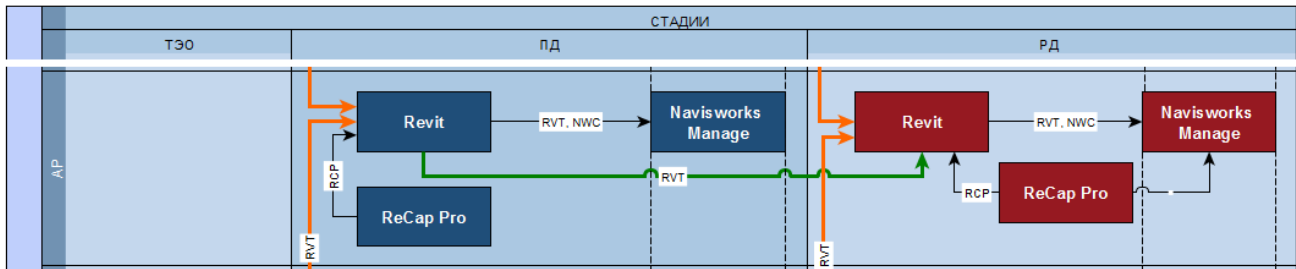 СТАДИИ
ТЭО
ПД
РД
АР
Revit
RVT, NWC
Navisworks
Manage
Revit
RVT, NWC
Navisworks
Manage
RCP
RVT
RCP
ReCap Pro
ReCap Pro
RVT
RVT